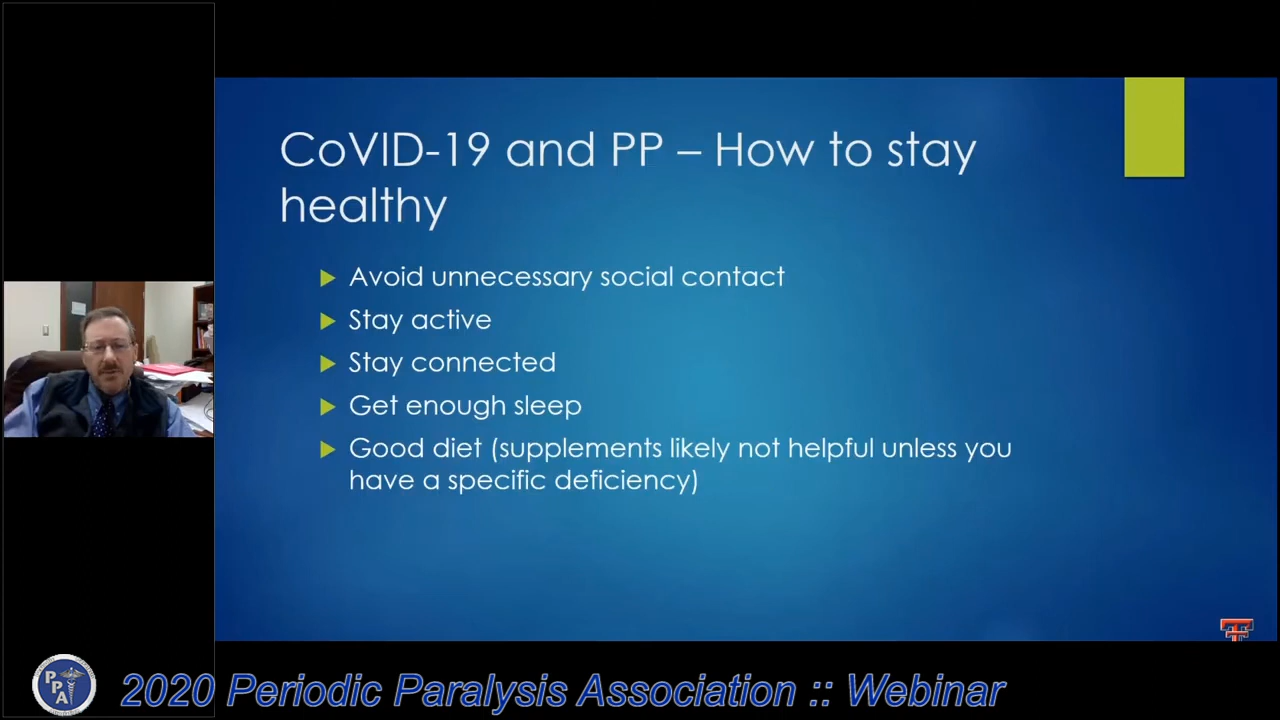 CoVID-19 and PP – How to stay
healthy
Avoid unnecessary social contact
Stay active
Stay connected
Get enough sleep
Good diet (supplements likely not helpful unless you
have a specific deficiency)
PPA
2020 Periodic Paralysis Association :: Webinar